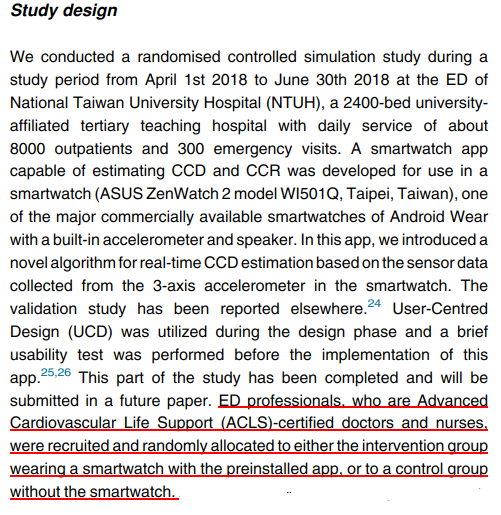 Study design
We conducted a randomised controlled simulation study during a
study period from April 1st 2018 to June 30th 2018 at the ED of
National Taiwan University Hospital (NTUH), a 2400-bed university-
affiliated tertiary teaching hospital with daily service of about
8000 outpatients and 300 emergency visits. A smartwatch app
capable of estimating CCD and CCR was developed for use in a
smartwatch (ASUS ZenWatch 2 model WI501Q, Taipei, Taiwan), one
of the major commercially available smartwatches of Android Wear
with a built-in accelerometer and speaker. In this app, we introduced a
novel algorithm for real-time CCD estimation based on the sensor data
collected from the 3-axis accelerometer in the smartwatch. The
validation study has been reported elsewhere.24 User-Centred
Design (UCD) was utilized during the design phase and a brief
usability test was performed before the implementation of this
app.25,26 This part of the study has been completed and will be
submitted in a future paper. ED professionals, who are Advanced
Cardiovascular Life Support (ACLS)-certified doctors and nurses,
were recruited and randomly allocated to either the intervention group
wearing a smartwatch with the preinstalled app, or to a control group
without the smartwatch.